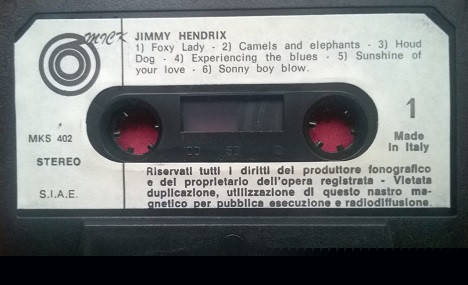 MICK
JIMMY HENDRIX
1) Foxy Lady - 2) Camels and elephants - 3) Houd
Dog - 4) Experiencing the blues - 5) Sunshine of
your love - 6) Sonny boy blow.
1
MKS 402
Made
in Italy
STEREO
50
S.I.A.E.
Riservati tutti i diritti del produttore fonografico
e del proprietario dell'opera registrata - Vietata
duplicazione, utilizzazione di questo nastro ma-
gnetico per pubblica esecuzione e radiodiffusione.